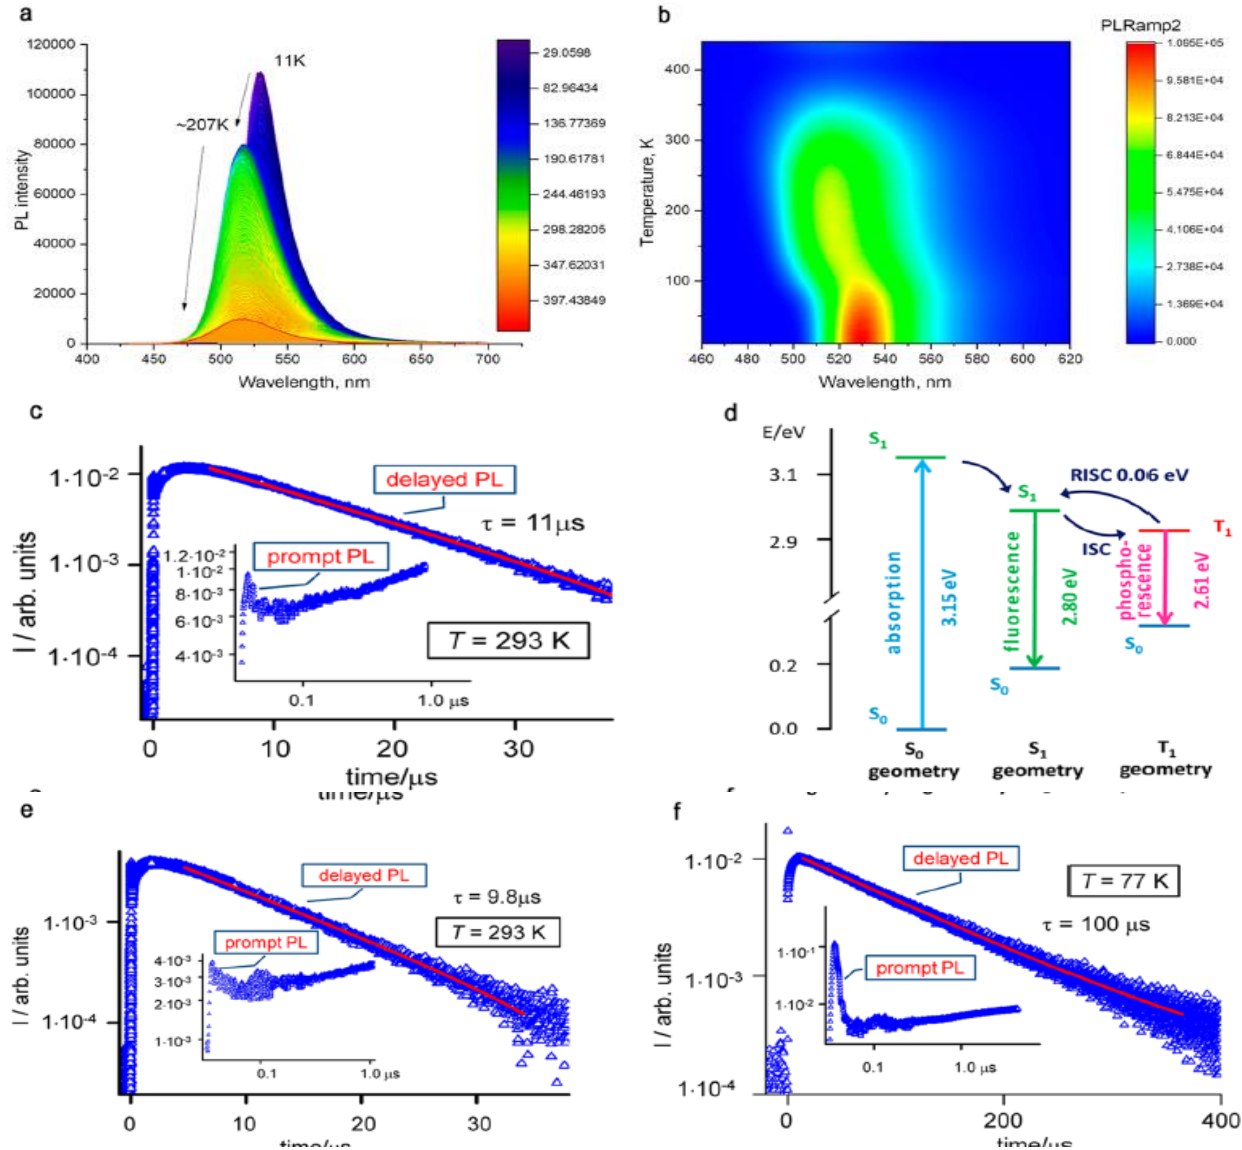 a
120000
100000
80000
60000
40000
20000
0
PL intensity
11K
~207K
400 450 500 550 600 650 700
Wavelength, nm
29.0598
82.96434
136.77369
190.61781
244.46193
298.28205
347.62031
397.43849
b
PLRamp2
400
300
200
100
Temperature, K
460 480 500 520 540 560 580 600 620
Wavelength, nm
1.095E+05
9.581E+04
8.213E+04
6.844E+04
5.475E+04
4.106E+04
2.738E+04
1.369E+04
0.000
c
1·10-2
1·10-3
1·10-4
I / arb. units
delayed PL
τ = 11μs
prompt PL
1.2·10-2
1·10-2
8·10-3
6·10-3
4·10-3
0.1 1.0 μs
T = 293 K
0 10 20 30
time/μs
time/μs
d
E/eV
3.1
2.9
0.2
0.0
S1
S1
RISC 0.06 eV
ISC
T1
absorption
3.15 eV
fluorescence
2.80 eV
phospho-
rescence
2.61 eV
S0
S0
S0
S0
geometry
S1
geometry
T1
geometry
e
1·10-3
1·10-4
I / arb. units
delayed PL
τ = 9.8μs
T = 293 K
prompt PL
4·10-3
3·10-3
2·10-3
1·10-3
0.1 1.0 μs
0 10 20 30
time/μs
f
1·10-2
1·10-3
1·10-4
I / arb. units
delayed PL
T = 77 K
τ = 100 μs
prompt PL
1·10-1
1·10-2
0.1 1.0 μs
0 200 400
time/μs